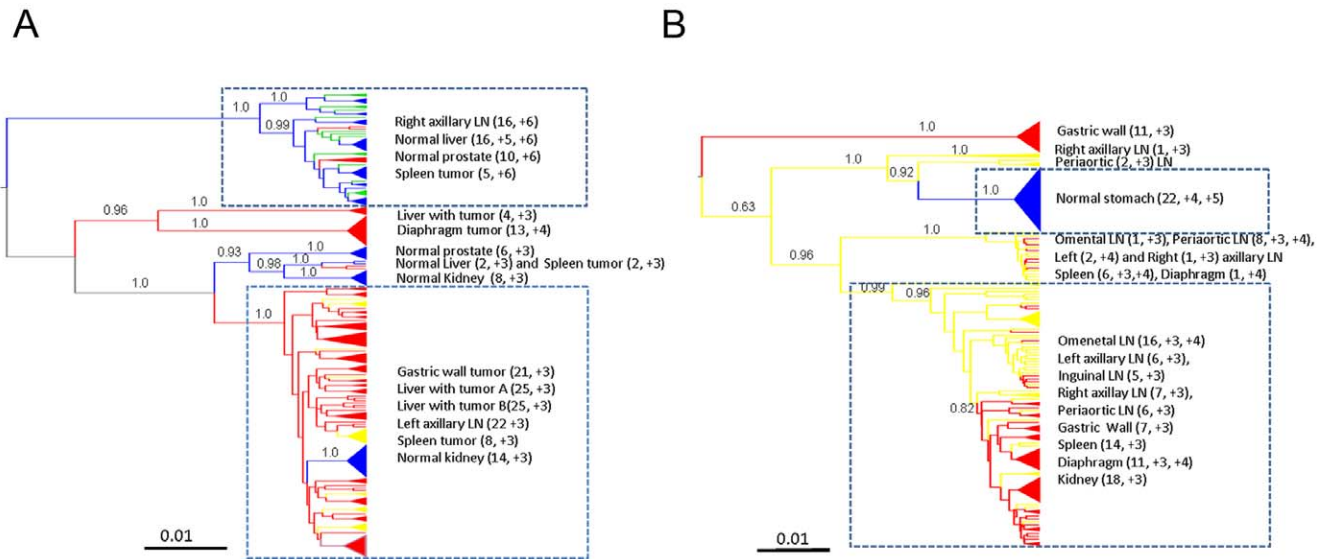 A
B
1.0
1.0
0.99
Right axillary LN (16, +6)
Normal liver (16, +5, +6)
Normal prostate (10, +6)
Spleen tumor (5, +6)
0.96
1.0
1.0
Liver with tumor (4, +3)
Diaphragm tumor (13, +4)
0.93
1.0
0.98
1.0
1.0
Normal prostate (6, +3)
Normal Liver (2, +3) and Spleen tumor (2, +3)
Normal Kidney (8, +3)
1.0
Gastric wall tumor (21, +3)
Liver with tumor A (25, +3)
Liver with tumor B(25, +3)
Left axillary LN (22 +3)
Spleen tumor (8, +3)
Normal kidney (14, +3)
1.0
0.01
1.0
Gastric wall (11, +3)
Right axillary LN (1, +3)
Periaortic (2, +3) LN
1.0
1.0
0.92
1.0
Normal stomach (22, +4, +5)
0.63
0.96
1.0
Omental LN (1, +3), Periaortic LN (8, +3, +4),
Left (2, +4) and Right (1, +3) axillary LN
Spleen (6, +3,+4), Diaphragm (1, +4)
0.99
0.96
Omenetal LN (16, +3, +4)
Left axillary LN (6, +3),
Inguinal LN (5, +3)
Right axillay LN (7, +3),
Periaortic LN (6, +3)
Gastric Wall (7, +3)
Spleen (14, +3)
Diaphragm (11, +3, +4)
Kidney (18, +3)
0.82
0.01